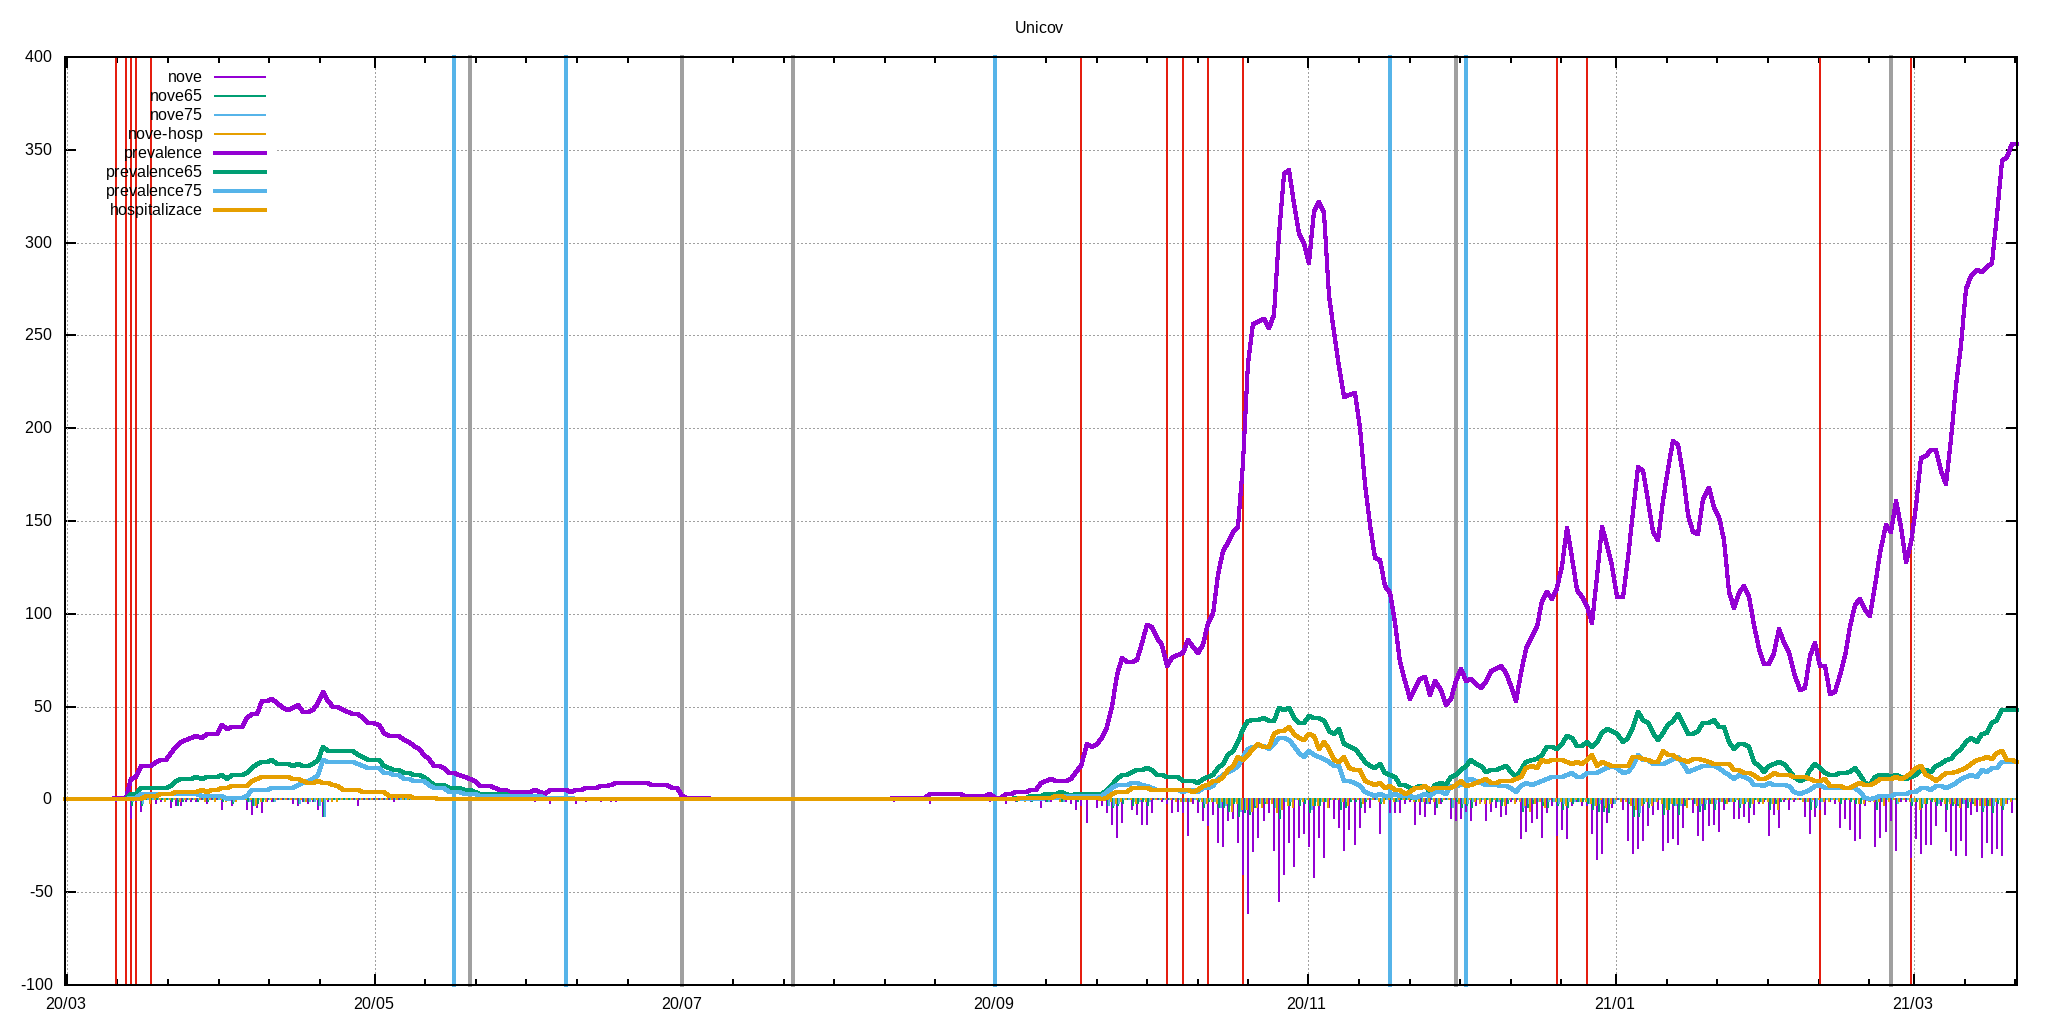 Unicov
400
350
300
250
200
150
100
50
0
-50
-100
nove
nove65
nove75
nove-hosp
prevalence
prevalence65
prevalence75
hospitalizace
20/03 20/05 20/07 20/09 20/11 21/01 21/03